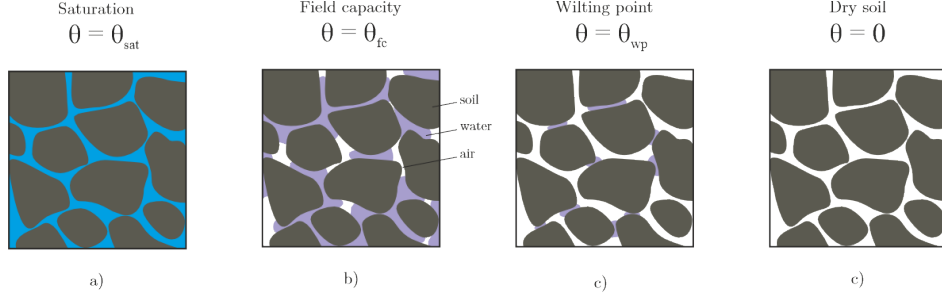 Saturation
θ = θsat
Field capacity
θ = θfc
Wilting point
θ = θwp
Dry soil
θ = 0
soil
water
air
a)
b)
c)
c)